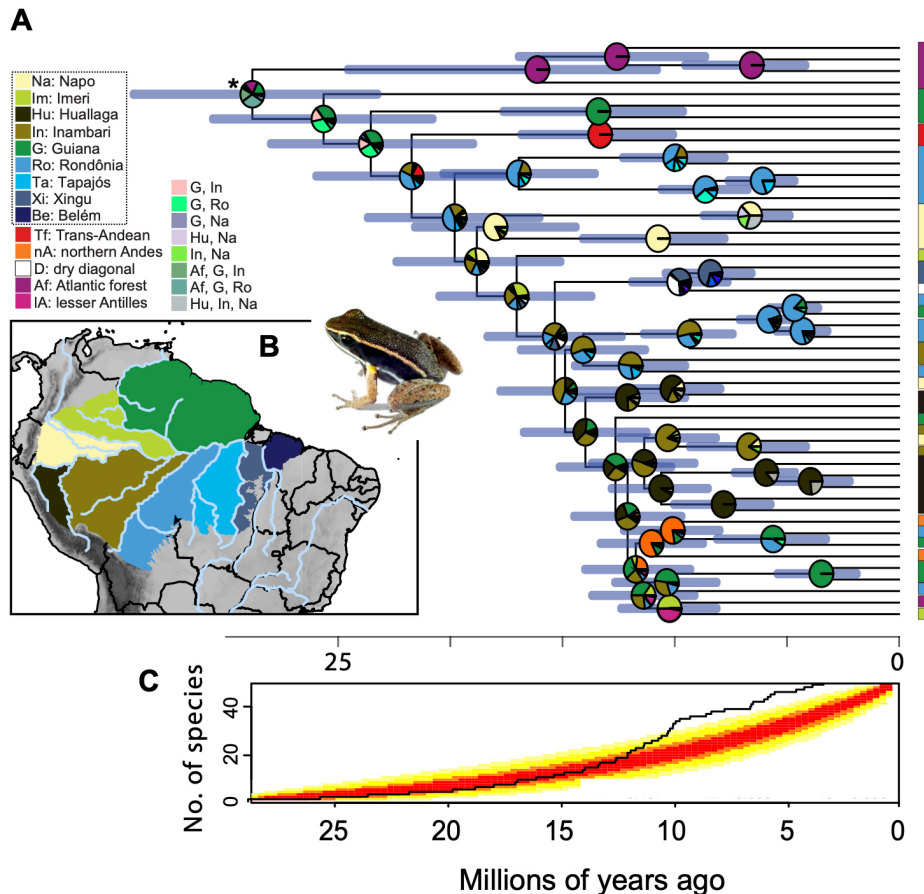 A
*
Na: Napo
Im: Imeri
Hu: Huallaga
In: Inambari
G: Guiana
Ro: Rondônia
Ta: Tapajós
Xi: Xingu
Be: Belém
Tf: Trans-Andean
nA: northern Andes
D: dry diagonal
Af: Atlantic forest
lA: lesser Antilles
G, In
G, Ro
G, Na
Hu, Na
In, Na
Af, G, In
Af, G, Ro
Hu, In, Na
B
25 15 5 0
C
No. of species
40
20
0
25 20 15 10 5 0
Millions of years ago